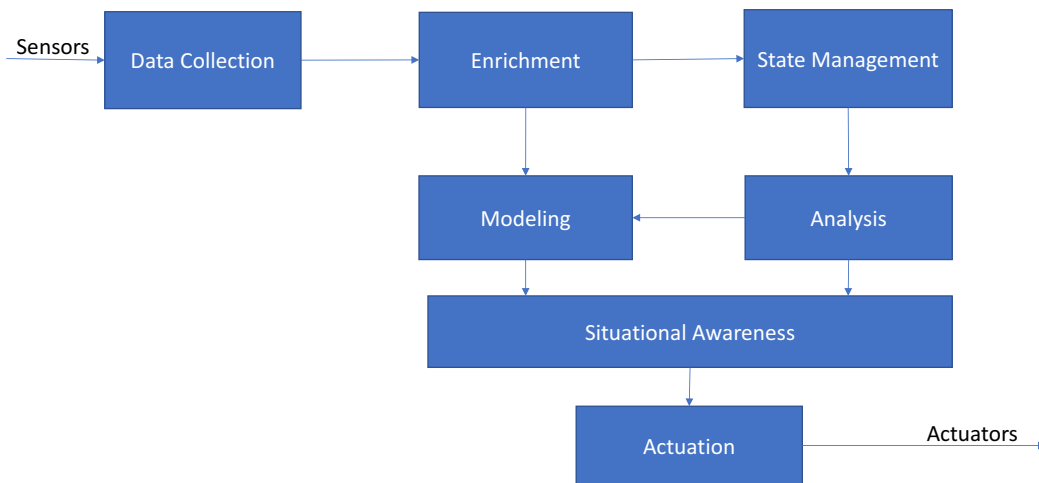 Sensors
Data Collection
Enrichment
State Management
Modeling
Analysis
Situational Awareness
Actuation
Actuators